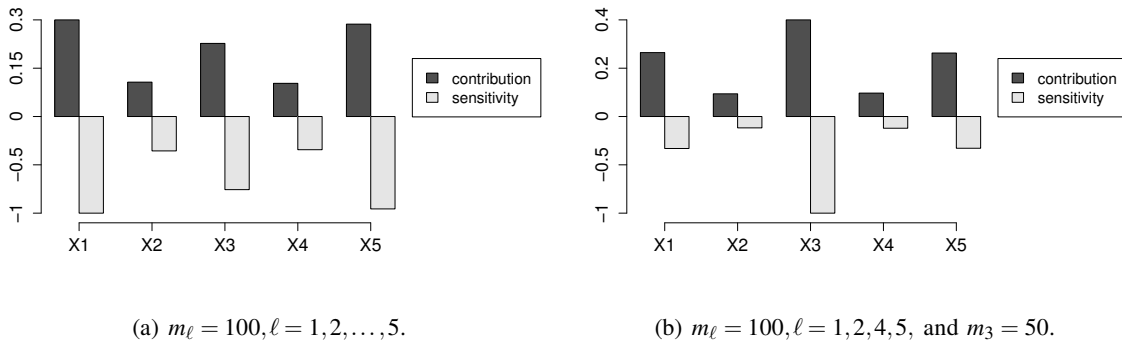 0.3
0.15
0
−0.5
−1
contribution
sensitivity
X1 X2 X3 X4 X5
0.4
0.2
0
−0.5
−1
contribution
sensitivity
X1 X2 X3 X4 X5
(a) mℓ = 100, ℓ = 1,2,...,5.
(b) mℓ = 100, ℓ = 1,2,4,5, and m3 = 50.